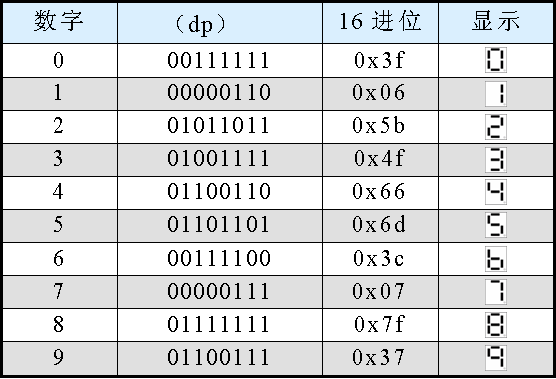 数字 （dp） 16进位 显示
0 00111111 0x3f 0
1 00000110 0x06 1
2 01011011 0x5b 2
3 01001111 0x4f 3
4 01100110 0x66 4
5 01101101 0x6d 5
6 00111100 0x3c b
7 00000111 0x07 7
8 01111111 0x7f 8
9 01100111 0x37 9